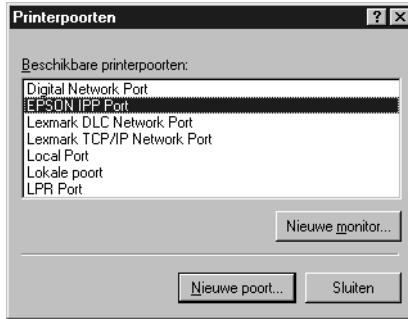 Printerpoorten
Beschikbare printerpoorten:
Digital Network Port
EPSON IPP Port
Lexmark DLC Network Port
Lexmark TCP/IP Network Port
Local Port
Lokale poort
LPR Port
Nieuwe monitor...
Nieuwe poort... Sluiten